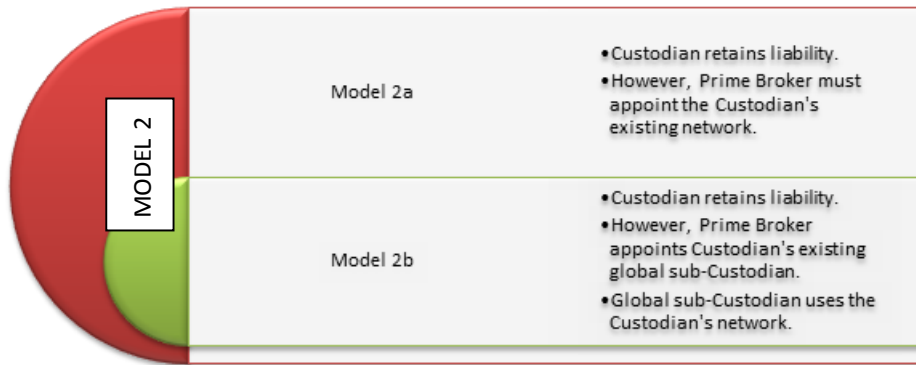 MODEL 2
Model 2a
•Custodian retains liability.
•However, Prime Broker must
appoint the Custodian's
existing network.
Model 2b
•Custodian retains liability.
•However, Prime Broker
appoints Custodian's existing
global sub-Custodian.
•Global sub-Custodian uses the
Custodian's network.